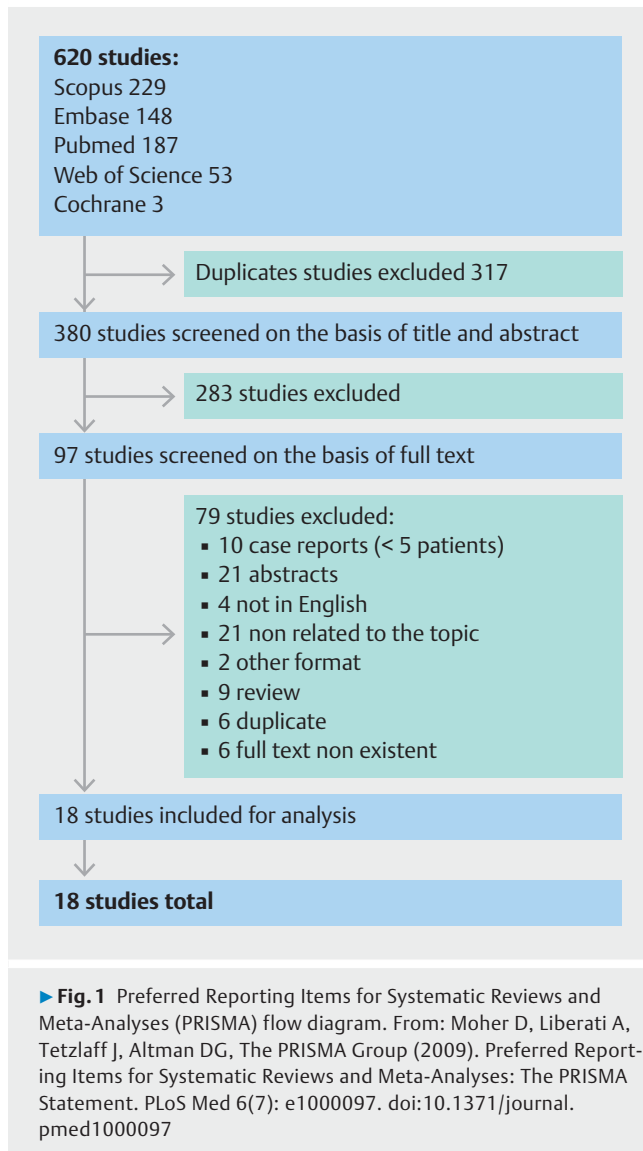 620 studies:
Scopus 229
Embase 148
Pubmed 187
Web of Science 53
Cochrane 3
Duplicates studies excluded 317
380 studies screened on the basis of title and abstract
283 studies excluded
97 studies screened on the basis of full text
79 studies excluded:
▪ 10 case reports (< 5 patients)
▪ 21 abstracts
▪ 4 not in English
▪ 21 non related to the topic
▪ 2 other format
▪ 9 review
▪ 6 duplicate
▪ 6 full text non existent
18 studies included for analysis
18 studies total
▶ Fig. 1 Preferred Reporting Items for Systematic Reviews and
Meta-Analyses (PRISMA) flow diagram. From: Moher D, Liberati A,
Tetzlaff J, Altman DG, The PRISMA Group (2009). Preferred Report-
ing Items for Systematic Reviews and Meta-Analyses: The PRISMA
Statement. PLoS Med 6(7): e1000097. doi:10.1371/journal.
pmed1000097